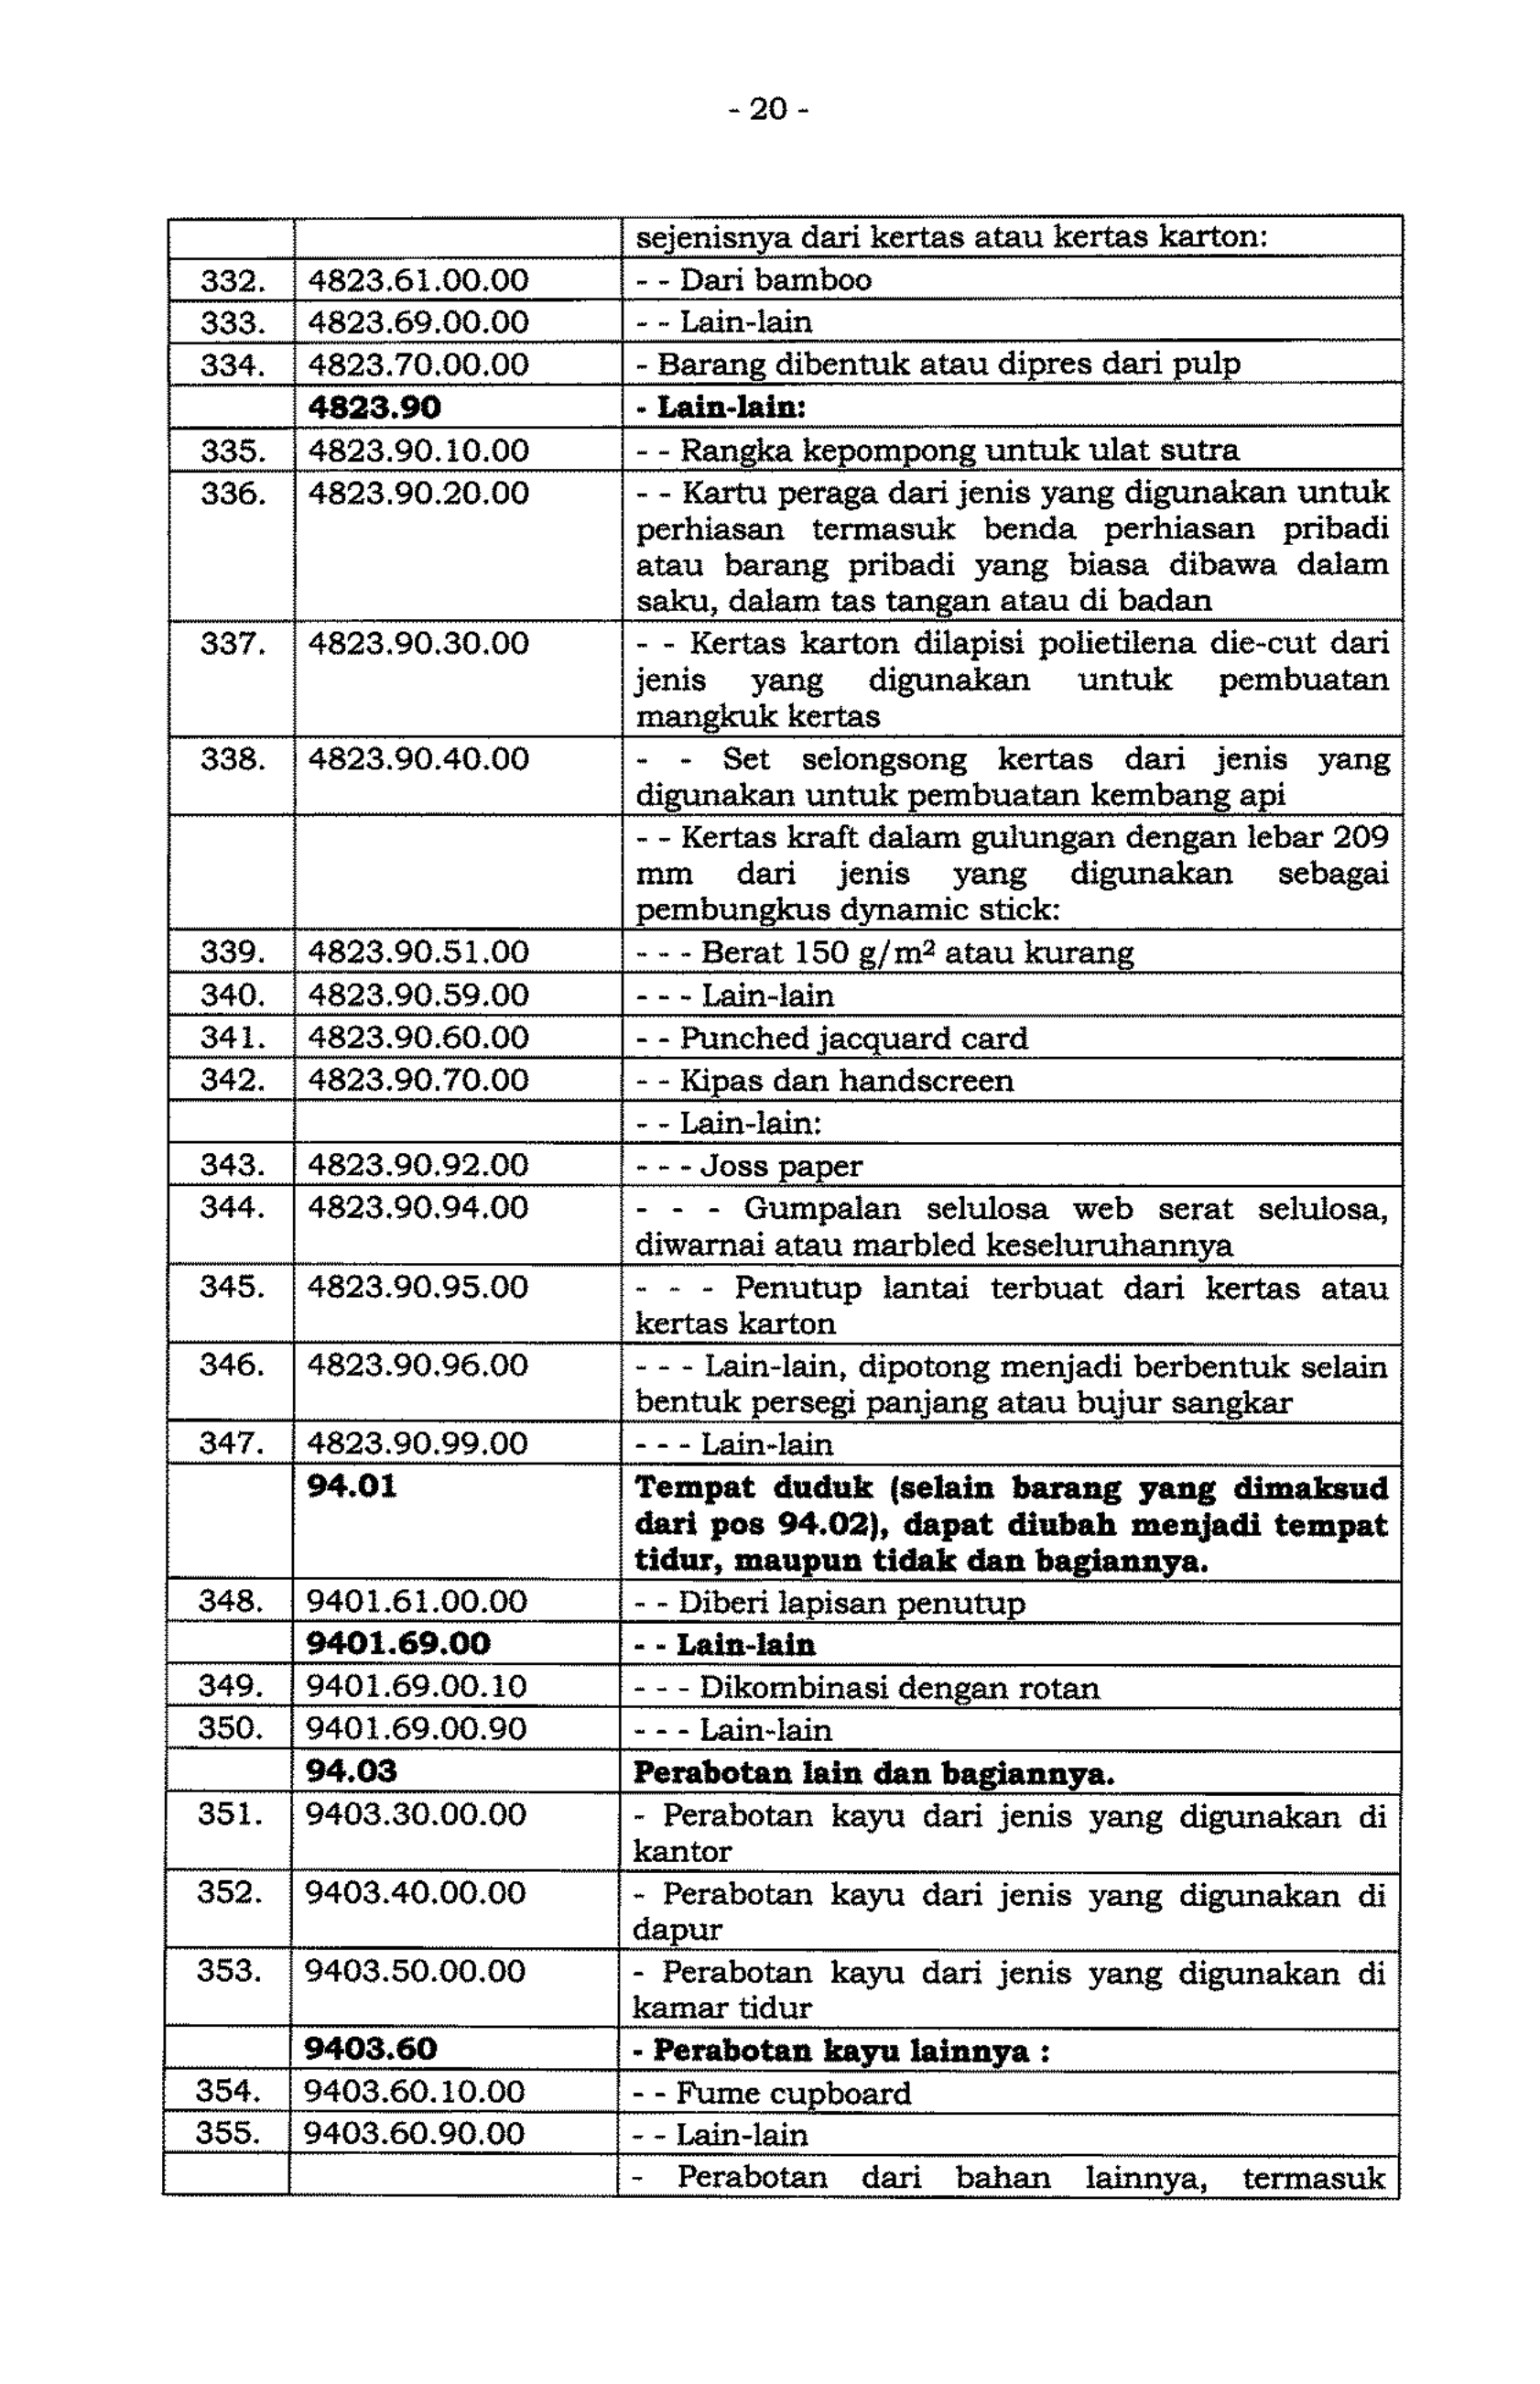 - 20 -
sejenisnya dari kertas atau kertas karton:
332. 4823.61.00.00 - - Dari bamboo
333. 4823.69.00.00 - - Lain-lain
334. 4823.70.00.00 - Barang dibentuk atau dipres dari pulp
4823.90 - Lain-lain:
335. 4823.90.10.00 - - Rangka kepompong untuk ulat sutra
336. 4823.90.20.00 - - Kartu peraga dari jenis yang digunakan untuk
perhiasan termasuk benda perhiasan pribadi
atau barang pribadi yang biasa dibawa dalam
saku, dalam tas tangan atau di badan
337. 4823.90.30.00 - - Kertas karton dilapisi polietilena die-cut dari
jenis yang digunakan untuk pembuatan
mangkuk kertas
338. 4823.90.40.00 - - Set selongsong kertas dari jenis yang
digunakan untuk pembuatan kembang api
- - Kertas kraft dalam gulungan dengan lebar 209
mm dari jenis yang digunakan sebagai
pembungkus dynamic stick:
339. 4823.90.51.00 - - - Berat 150 g/m² atau kurang
340. 4823.90.59.00 - - - Lain-lain
341. 4823.90.60.00 - - Punched jacquard card
342. 4823.90.70.00 - - Kipas dan handscreen
- - Lain-lain:
343. 4823.90.92.00 - - - Joss paper
344. 4823.90.94.00 - - - Gumpalan selulosa web serat selulosa,
diwarnai atau marbled keseluruhannya
345. 4823.90.95.00 - - - Penutup lantai terbuat dari kertas atau
kertas karton
346. 4823.90.96.00 - - - Lain-lain, dipotong menjadi berbentuk selain
bentuk persegi panjang atau bujur sangkar
347. 4823.90.99.00 - - - Lain-lain
94.01 Tempat duduk (selain barang yang dimaksud
dari pos 94.02), dapat diubah menjadi tempat
tidur, maupun tidak dan bagiannya.
348. 9401.61.00.00 - - Diberi lapisan penutup
9401.69.00 - - Lain-lain
349. 9401.69.00.10 - - - Dikombinasi dengan rotan
350. 9401.69.00.90 - - - Lain-lain
94.03 Perabotan lain dan bagiannya.
351. 9403.30.00.00 - Perabotan kayu dari jenis yang digunakan di
kantor
352. 9403.40.00.00 - Perabotan kayu dari jenis yang digunakan di
dapur
353. 9403.50.00.00 - Perabotan kayu dari jenis yang digunakan di
kamar tidur
9403.60 - Perabotan kayu lainnya :
354. 9403.60.10.00 - - Fume cupboard
355. 9403.60.90.00 - - Lain-lain
- Perabotan dari bahan lainnya, termasuk